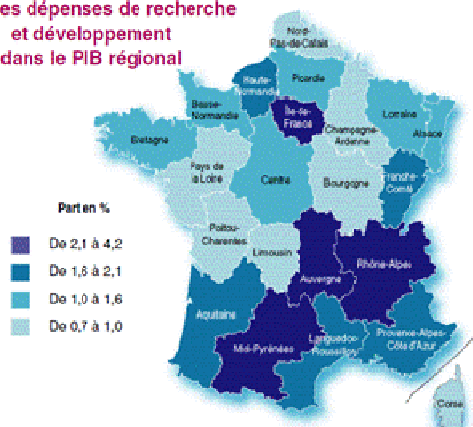 es dépenses de recherche
et développement
dans le PIB régional
Nord-
Pas-de-Calais
Haute-
Normandie
Picardie
Basse-
Normandie
Île-de-
France
Lorraine
Champagne-
Ardenne
Alsace
Bretagne
Pays de
la Loire
Centre
Bourgogne
Franche-
Comté
Part en %
De 2,1 à 4,2
De 1,6 à 2,1
De 1,0 à 1,6
De 0,7 à 1,0
Poitou-
Charentes
Limousin
Auvergne
Rhône-Alpes
Aquitaine
Midi-Pyrénées
Languedoc-
Roussillon
Provence-Alpes-
Côte d'Azur
Corse